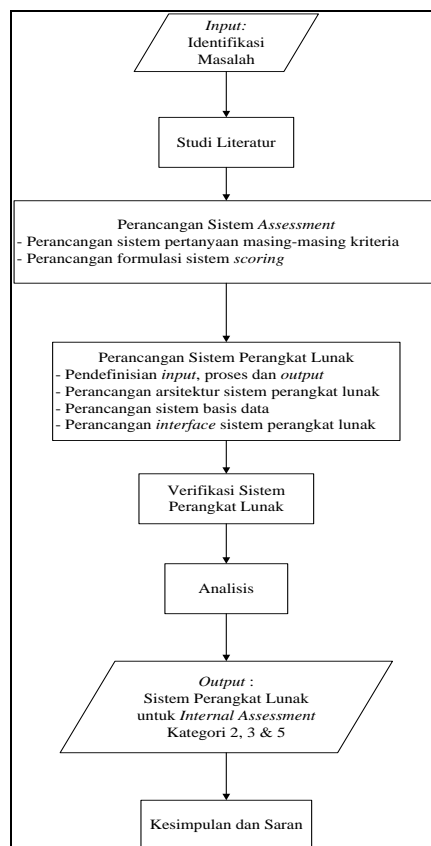 Input:
Identifikasi
Masalah
Studi Literatur
Perancangan Sistem Assessment
- Perancangan sistem pertanyaan masing-masing kriteria
- Perancangan formulasi sistem scoring
Perancangan Sistem Perangkat Lunak
- Pendefinisian input, proses dan output
- Perancangan arsitektur sistem perangkat lunak
- Perancangan sistem basis data
- Perancangan interface sistem perangkat lunak
Verifikasi Sistem
Perangkat Lunak
Analisis
Output :
Sistem Perangkat Lunak
untuk Internal Assessment
Kategori 2, 3 & 5
Kesimpulan dan Saran